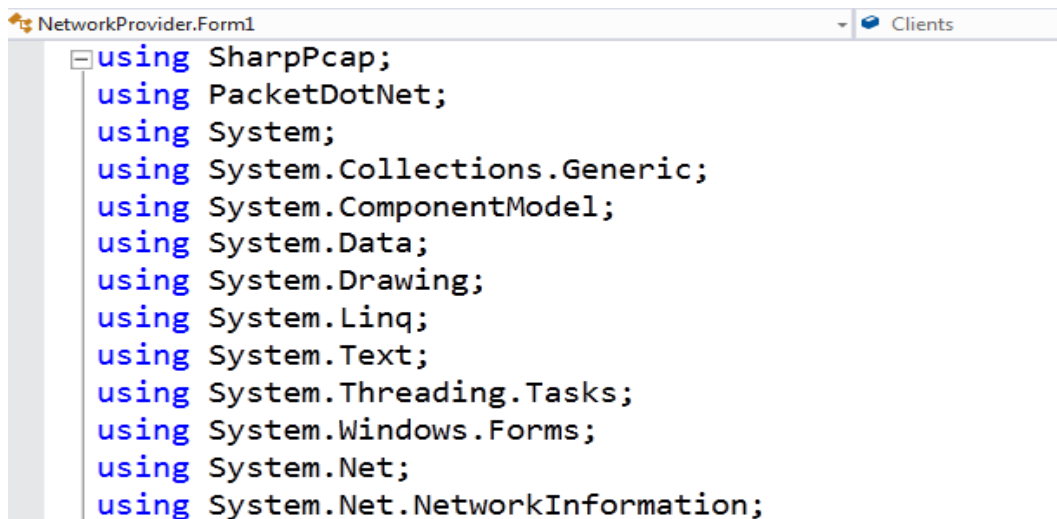 NetworkProvider.Form1 Clients
using SharpPcap;
using PacketDotNet;
using System;
using System.Collections.Generic;
using System.ComponentModel;
using System.Data;
using System.Drawing;
using System.Linq;
using System.Text;
using System.Threading.Tasks;
using System.Windows.Forms;
using System.Net;
using System.Net.NetworkInformation;